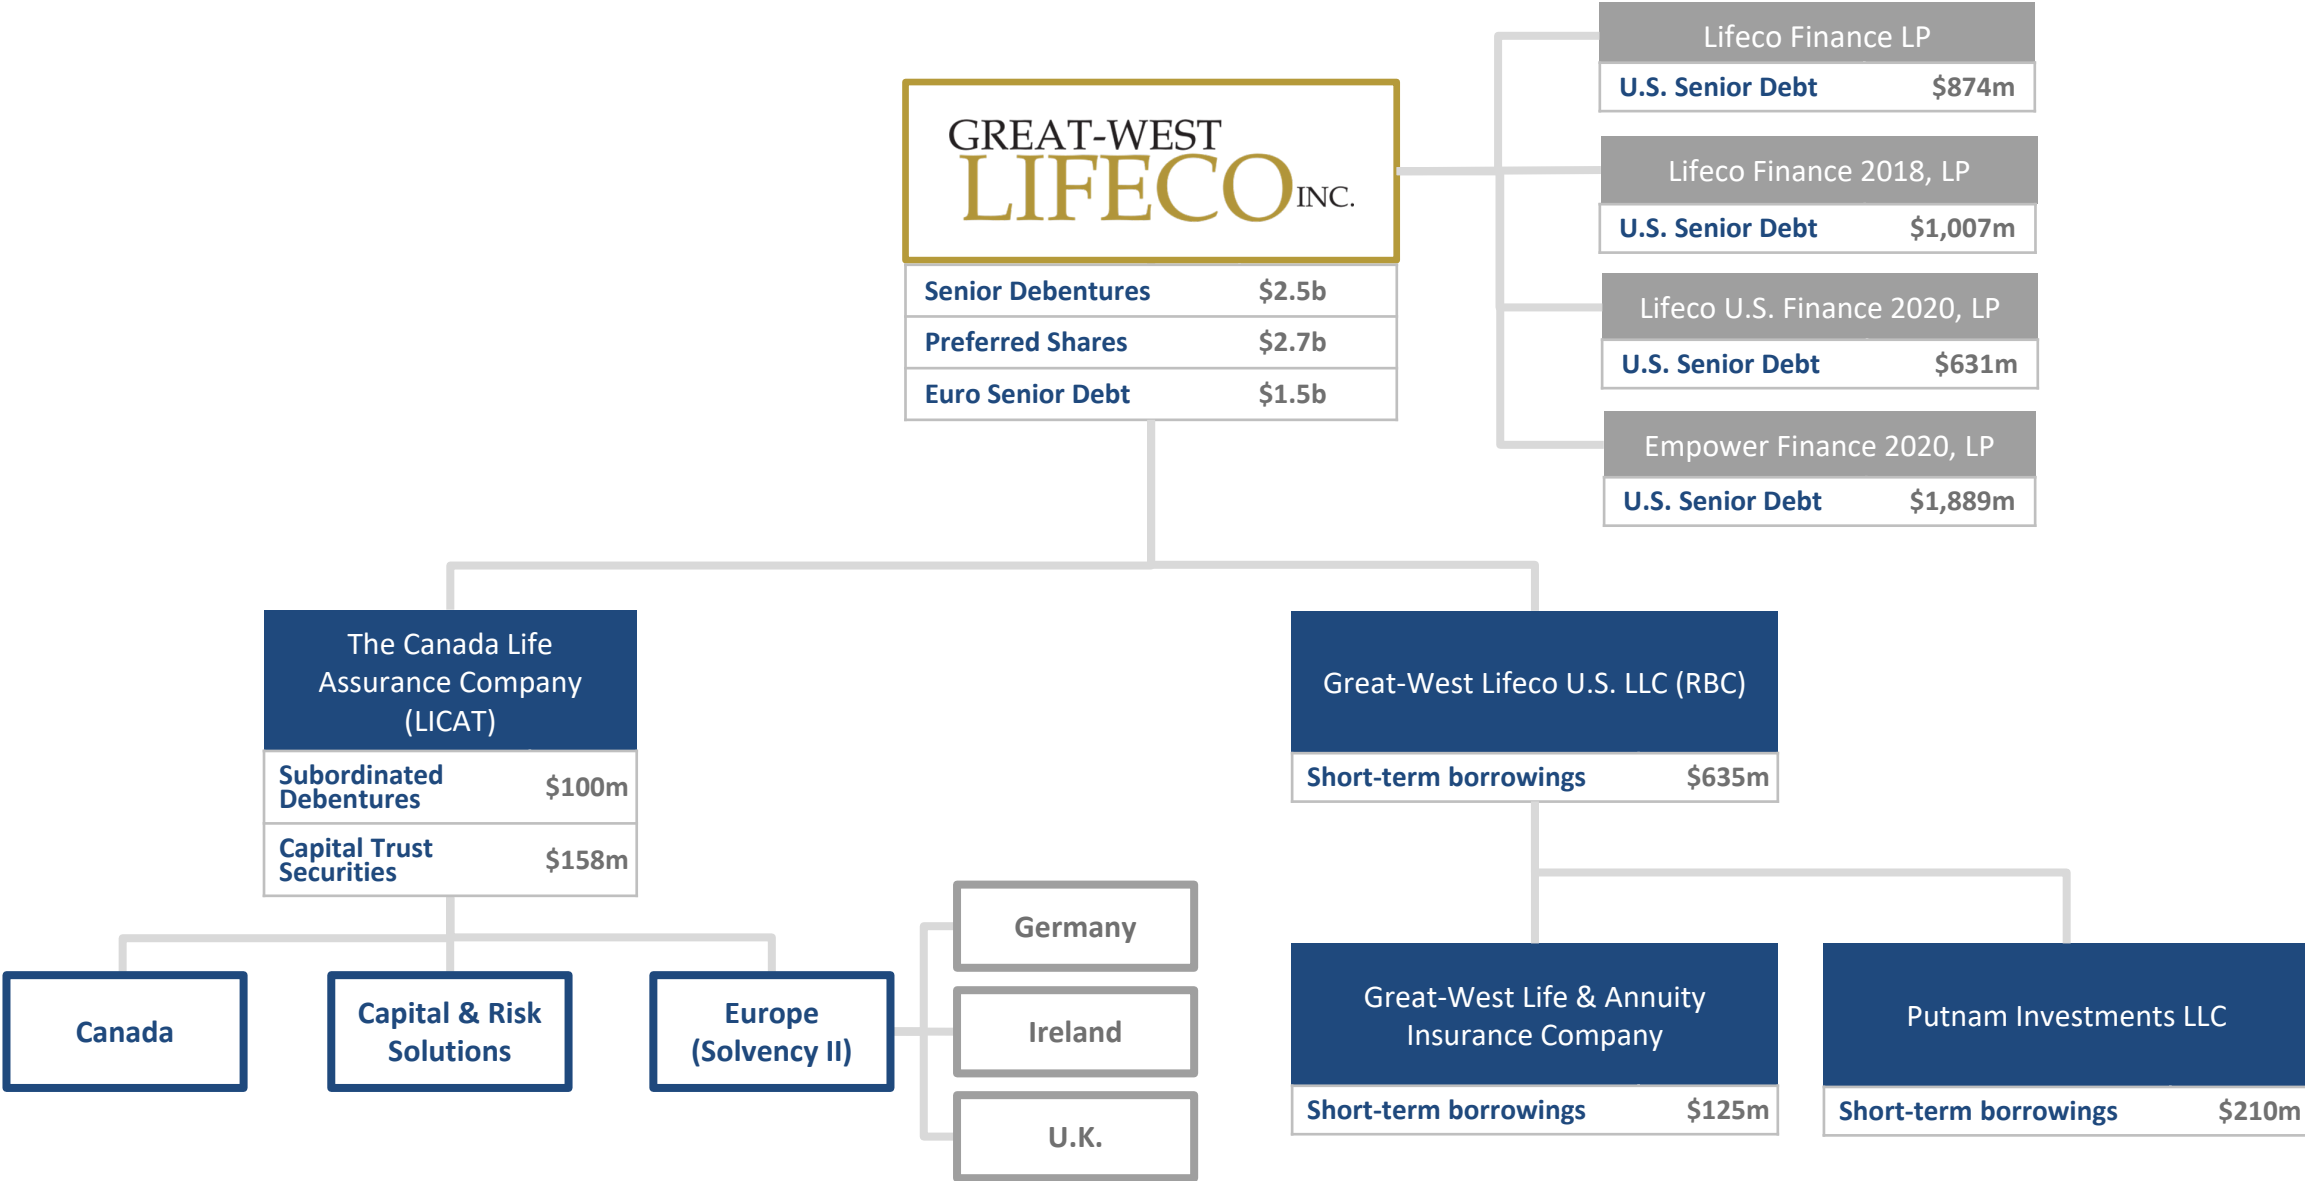 GREAT-WEST
LIFECO INC.
Senior Debentures $2.5b
Preferred Shares $2.7b
Euro Senior Debt $1.5b
Lifeco Finance LP
U.S. Senior Debt $874m
Lifeco Finance 2018, LP
U.S. Senior Debt $1,007m
Lifeco U.S. Finance 2020, LP
U.S. Senior Debt $631m
Empower Finance 2020, LP
U.S. Senior Debt $1,889m
The Canada Life
Assurance Company
(LICAT)
Subordinated
Debentures $100m
Capital Trust
Securities $158m
Canada
Capital & Risk
Solutions
Europe
(Solvency II)
Germany
Ireland
U.K.
Great-West Lifeco U.S. LLC (RBC)
Short-term borrowings $635m
Great-West Life & Annuity
Insurance Company
Short-term borrowings $125m
Putnam Investments LLC
Short-term borrowings $210m